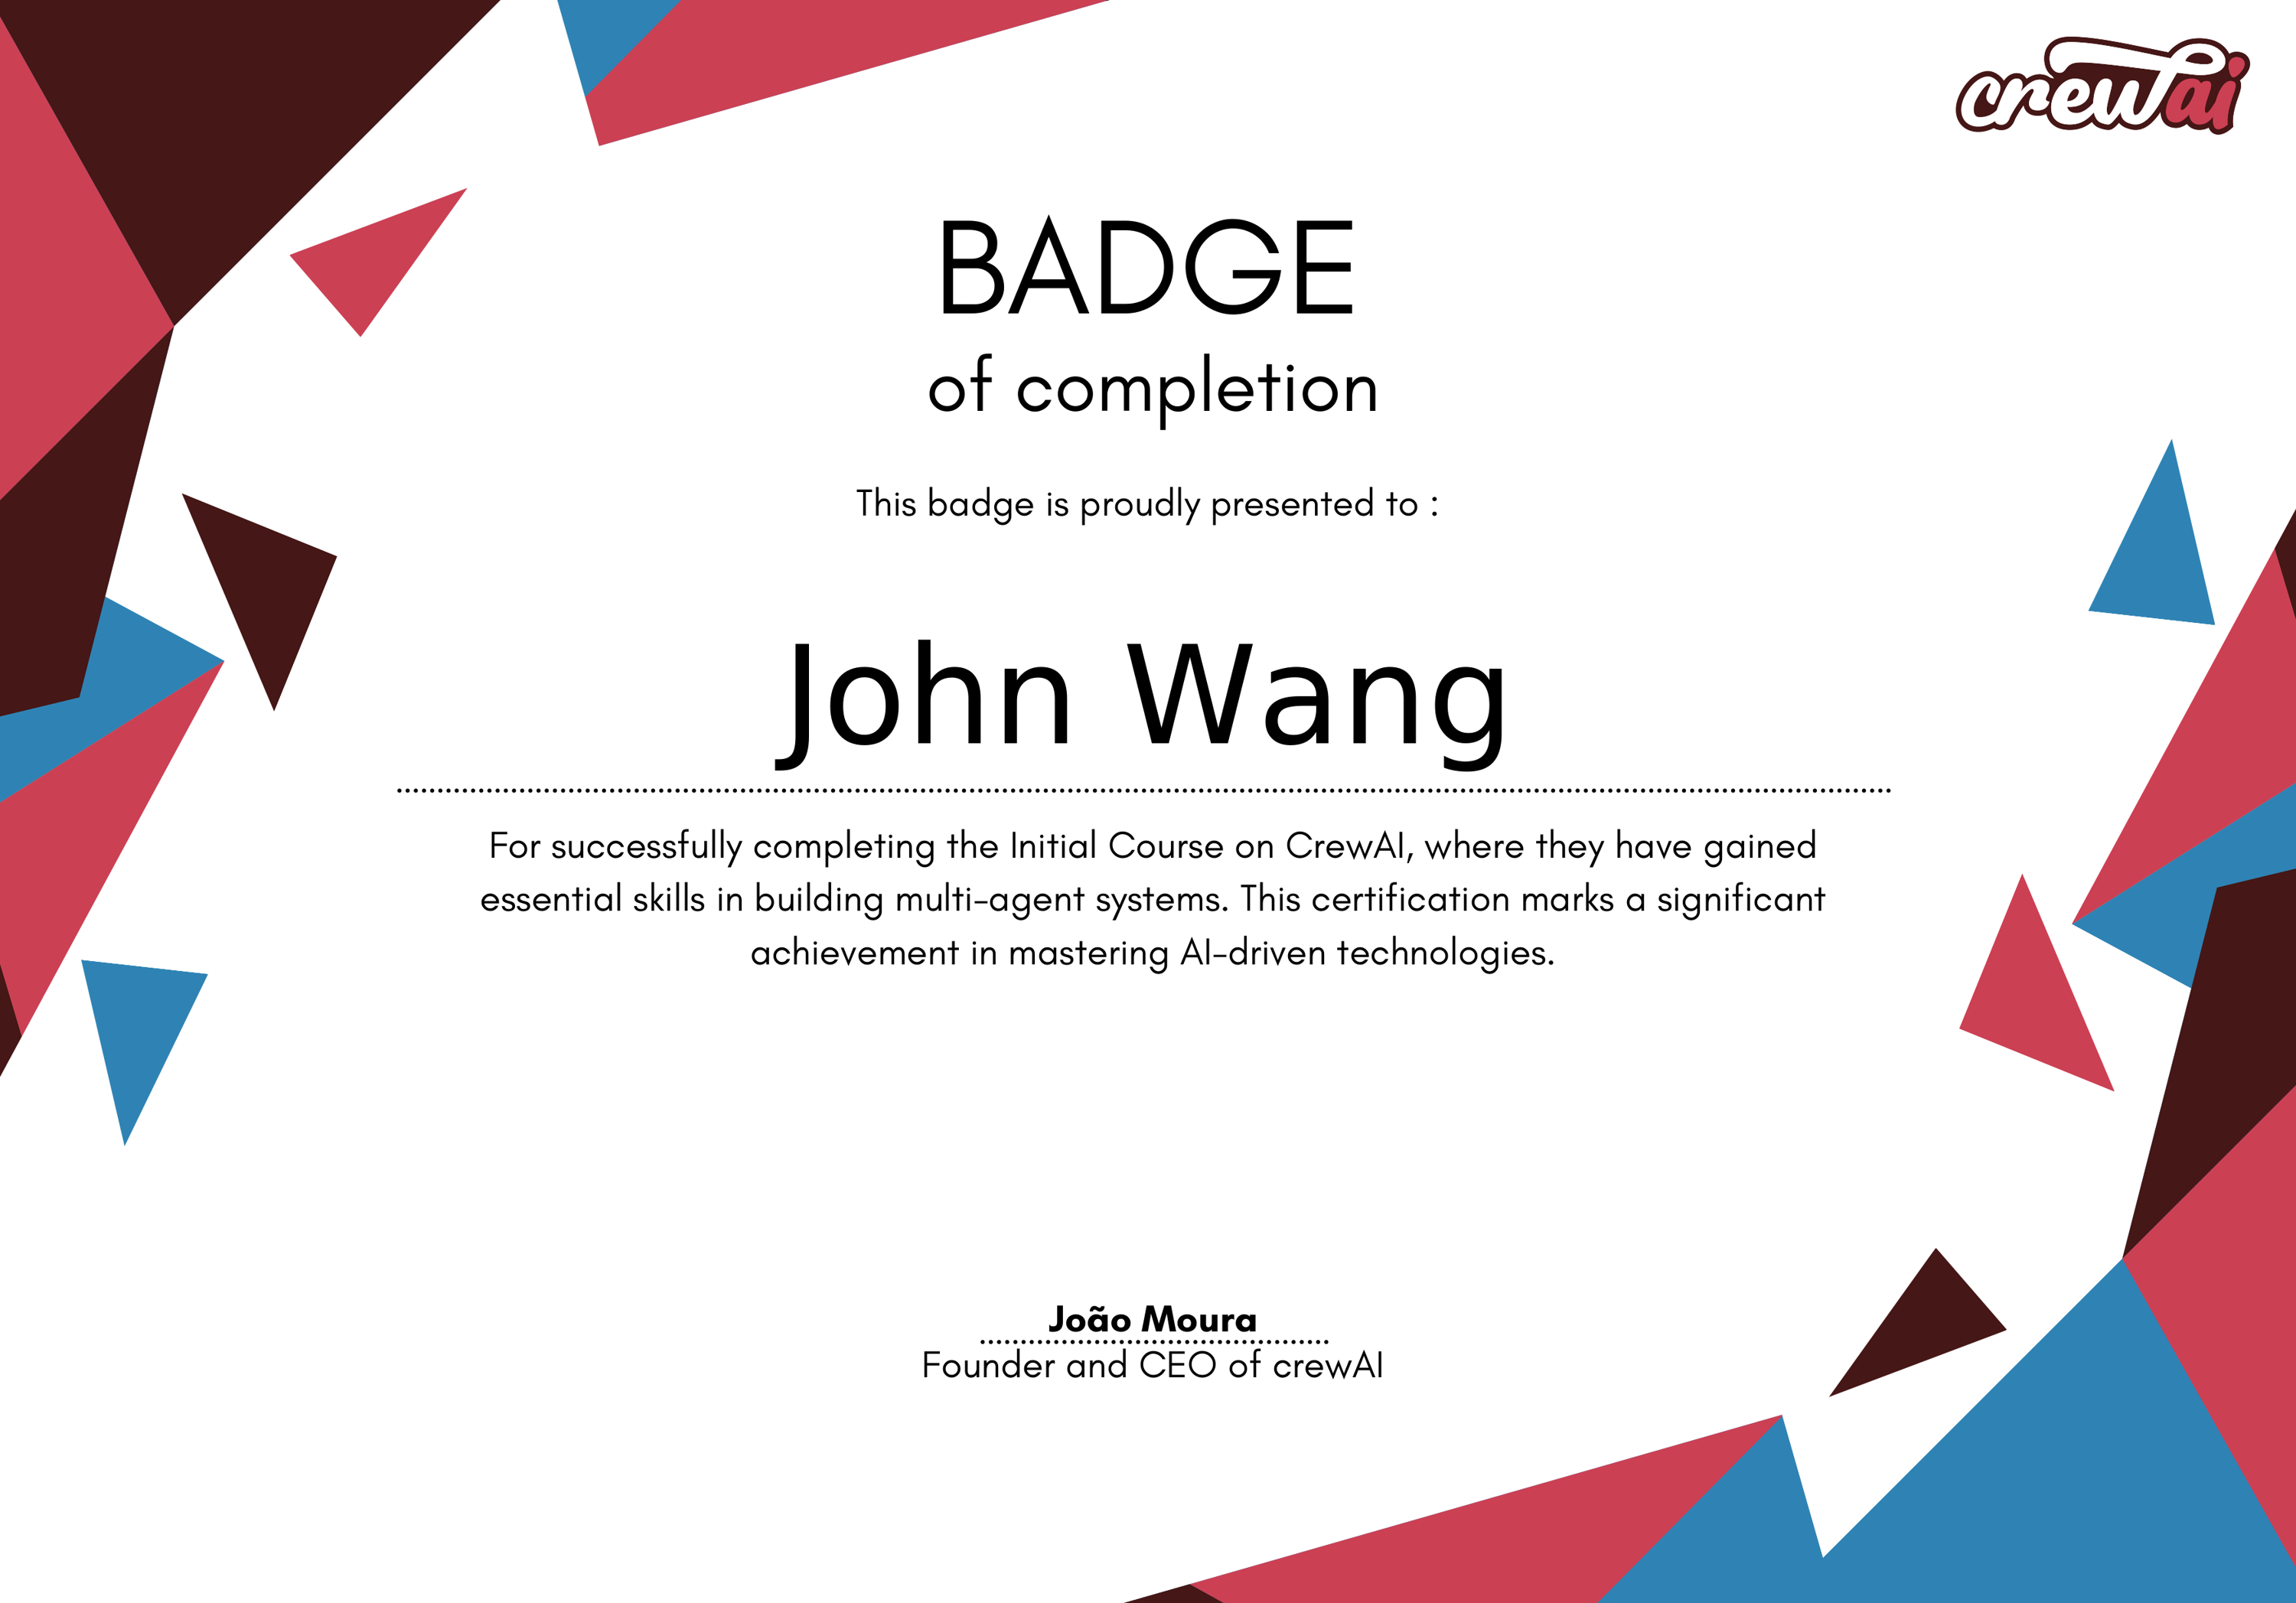 crewai
BADGE
of completion
This badge is proudly presented to :
John Wang
For successfully completing the Initial Course on CrewAI, where they have gained
essential skills in building multi-agent systems. This certification marks a significant
achievement in mastering AI-driven technologies.
João Moura
Founder and CEO of crewAI